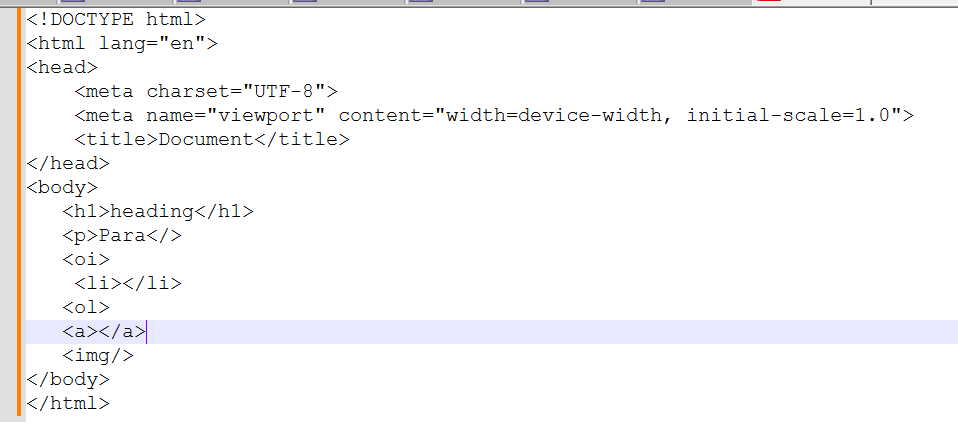 <!DOCTYPE html>
<html lang="en">
<head>
    <meta charset="UTF-8">
    <meta name="viewport" content="width=device-width, initial-scale=1.0">
    <title>Document</title>
</head>
<body>
   <h1>heading</h1>
   <p>Para</>
   <oi>
    <li></li>
   <ol>
   <a></a>
   <img/>
</body>
</html>